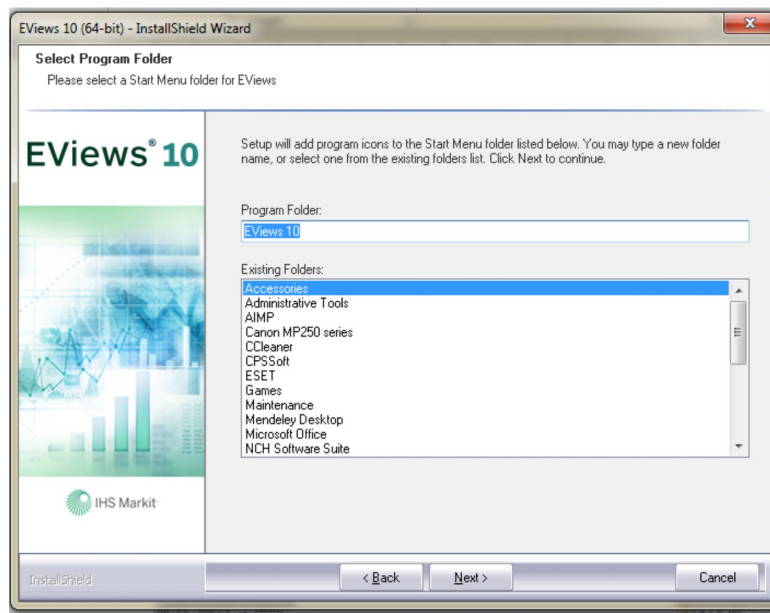 EViews 10 (64-bit) - InstallShield Wizard
Select Program Folder
Please select a Start Menu folder for EViews
EViews® 10
Setup will add program icons to the Start Menu folder listed below. You may type a new folder
name, or select one from the existing folders list. Click Next to continue.
Program Folder:
EViews 10
Existing Folders:
Accessories
Administrative Tools
AIMP
Canon MP250 series
CCleaner
CPSSoft
ESET
Games
Maintenance
Mendeley Desktop
Microsoft Office
NCH Software Suite
IHS Markit
InstallShield
< Back
Next >
Cancel